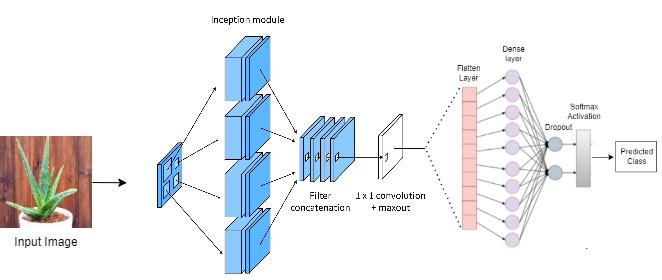 Inception module
Flatten
Layer
Dense
layer
Softmax
Activation
Dropout
Predicted
Class
Filter
concatenation
1 x 1 convolution
+ maxout
Input Image